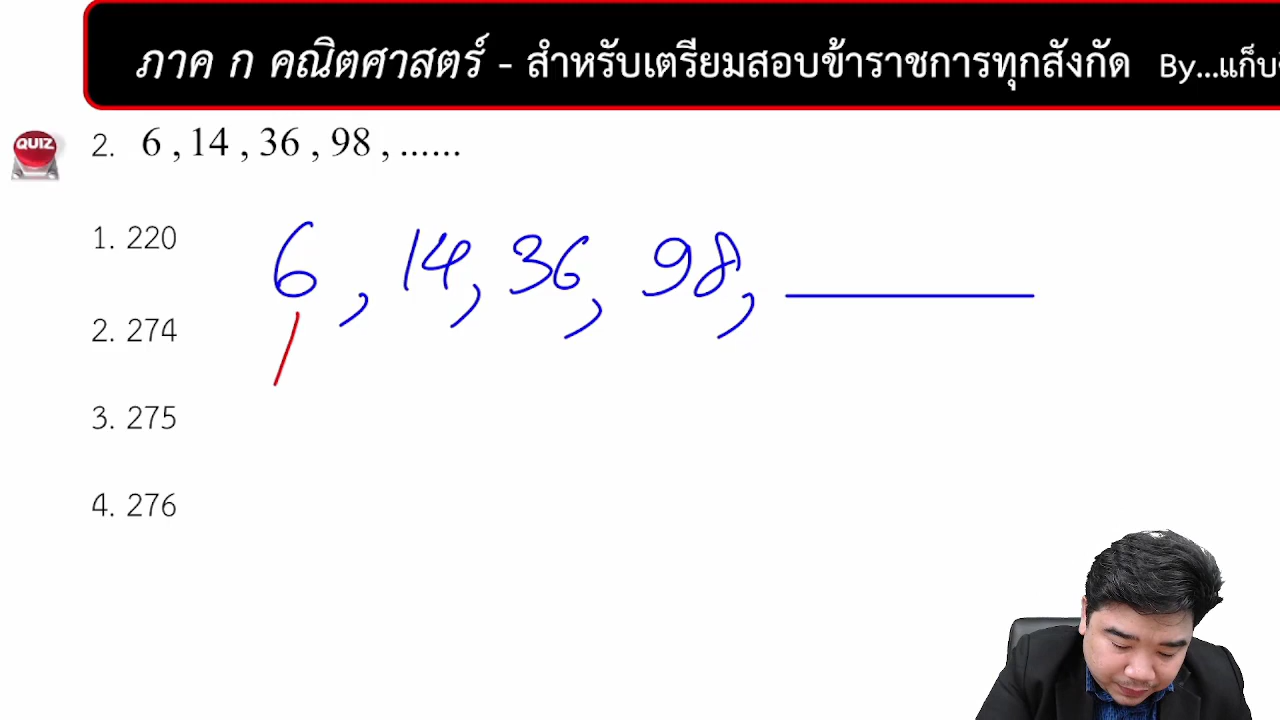 ภาค ก คณิตศาสตร์ - สำหรับเตรียมสอบข้าราชการทุกสังกัด By...แก็บ
QUIZ
2. 6 , 14 , 36 , 98 , ......
1. 220
6 , 14, 36, 98,
2. 274
3. 275
4. 276